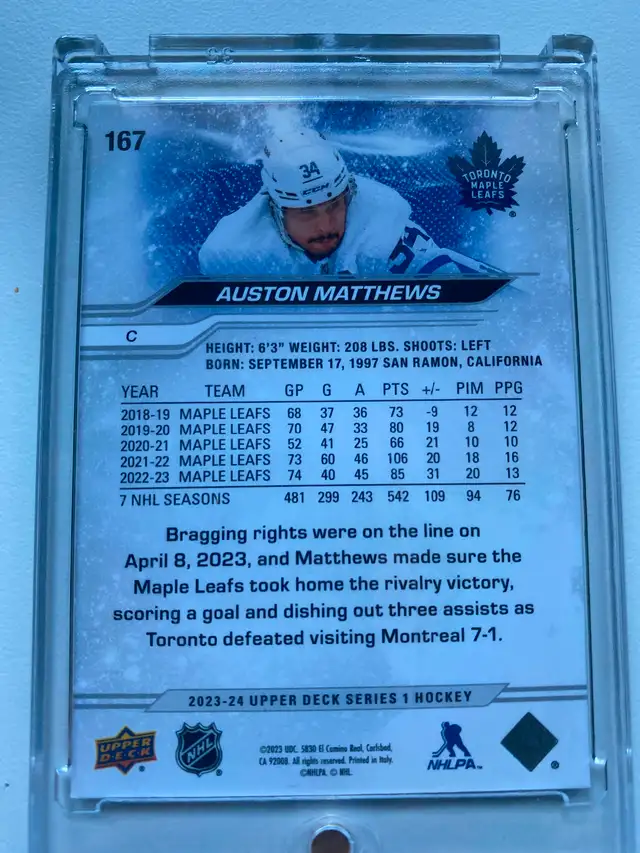 167
34
CCM
TORONTO
MAPLE
LEAFS
34
AUSTON MATTHEWS
C
HEIGHT: 6'3" WEIGHT: 208 LBS. SHOOTS: LEFT
BORN: SEPTEMBER 17, 1997 SAN RAMON, CALIFORNIA
YEAR TEAM GP G A PTS +/- PIM PPG
2018-19 MAPLE LEAFS 68 37 36 73 -9 12 12
2019-20 MAPLE LEAFS 70 47 33 80 19 8 12
2020-21 MAPLE LEAFS 52 41 25 66 21 10 10
2021-22 MAPLE LEAFS 73 60 46 106 20 18 16
2022-23 MAPLE LEAFS 74 40 45 85 31 20 13
7 NHL SEASONS 481 299 243 542 109 94 76
Bragging rights were on the line on
April 8, 2023, and Matthews made sure the
Maple Leafs took home the rivalry victory,
scoring a goal and dishing out three assists as
Toronto defeated visiting Montreal 7-1.
2023-24 UPPER DECK SERIES 1 HOCKEY
UPPER
DECK
NHL
©2023 UDC. 5830 El Camino Real, Carlsbad,
CA 92008. All rights reserved. Printed in Italy.
©NHLPA. © NHL.
NHLPA™